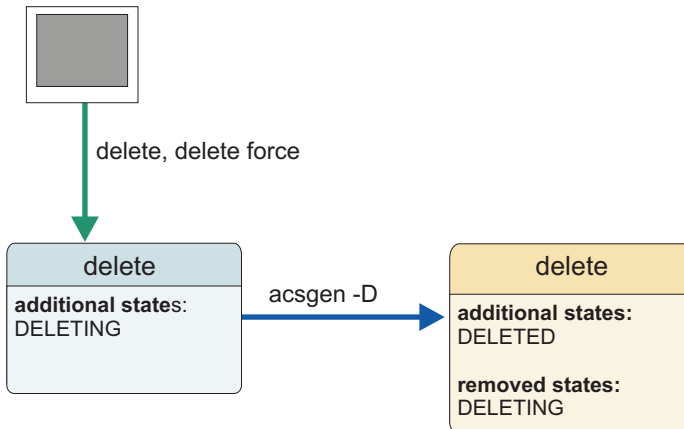 delete, delete force
delete
additional states:
DELETING
acsgen -D
delete
additional states:
DELETED
removed states:
DELETING